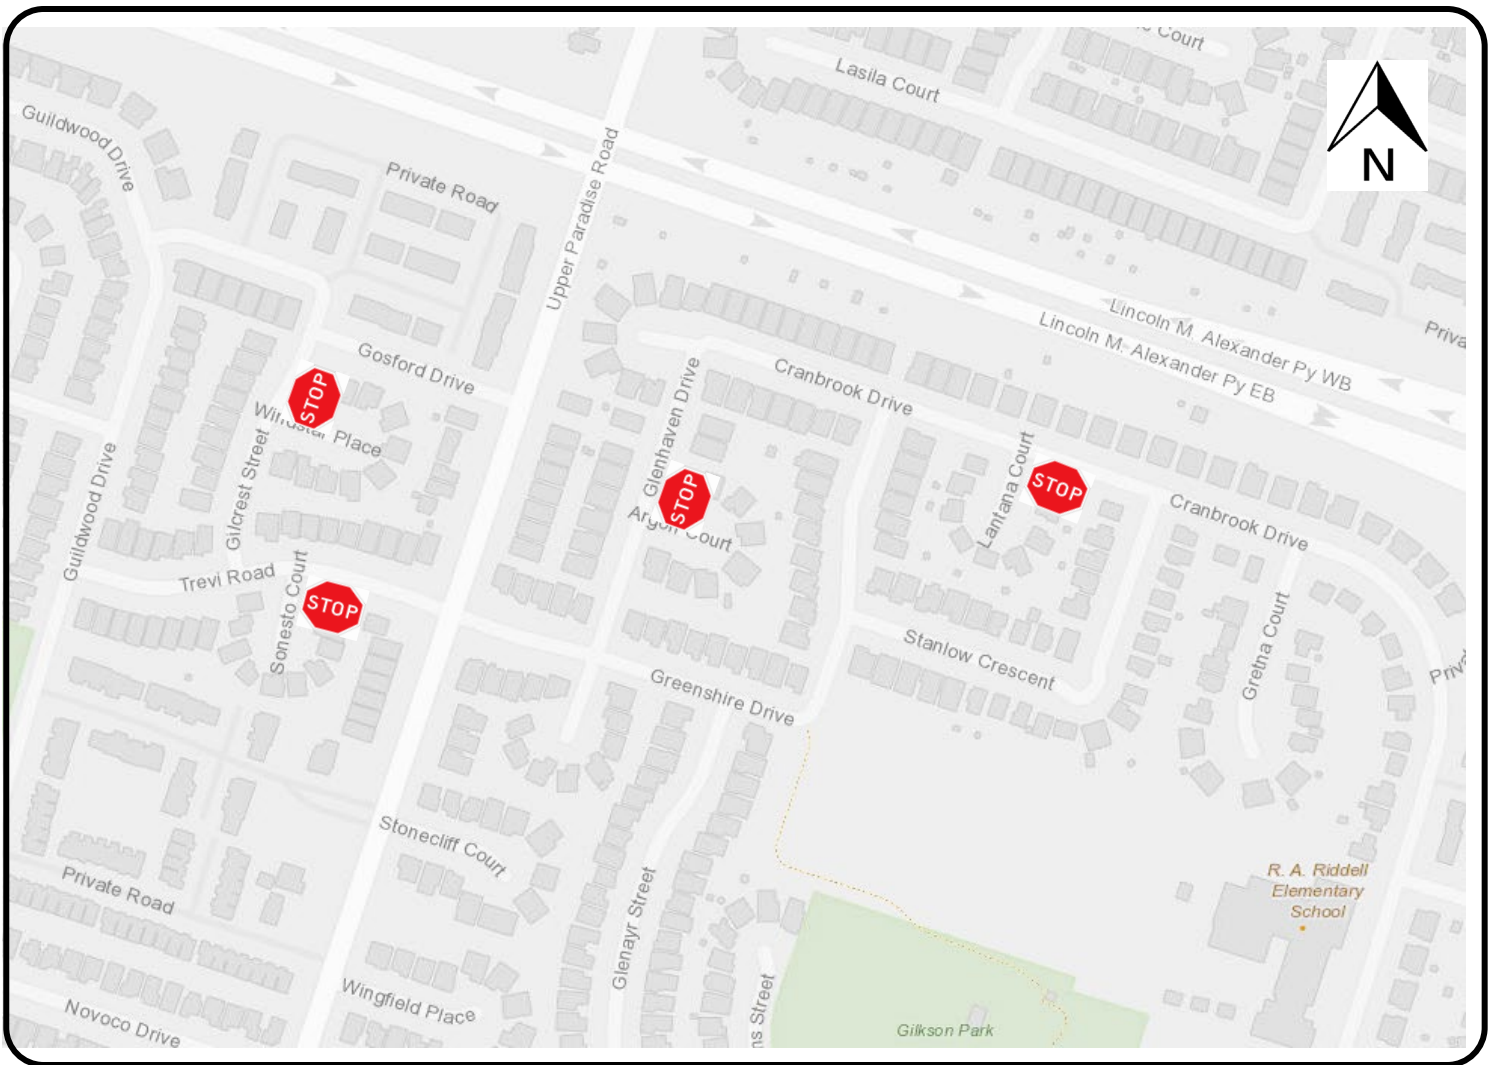 Court
Lasila Court
Guildwood Drive
N
Private Road
Upper Paradise Road
Lincoln M. Alexander Py WB
Lincoln M. Alexander Py EB
Gosford Drive
Cranbrook Drive
STOP
Windstar Place
Glenhaven Drive
Guildwood Drive
Gilcrest Street
Lantana Court
STOP
STOP
Argon Court
Cranbrook Drive
Trevi Road
Sonesto Court
STOP
Stanlow Crescent
Gretna Court
Greenshire Drive
Stonecliff Court
Private Road
Glenayr Street
R. A. Riddell
Elementary
School
Wingfield Place
Novoco Drive
Street
Gilkson Park